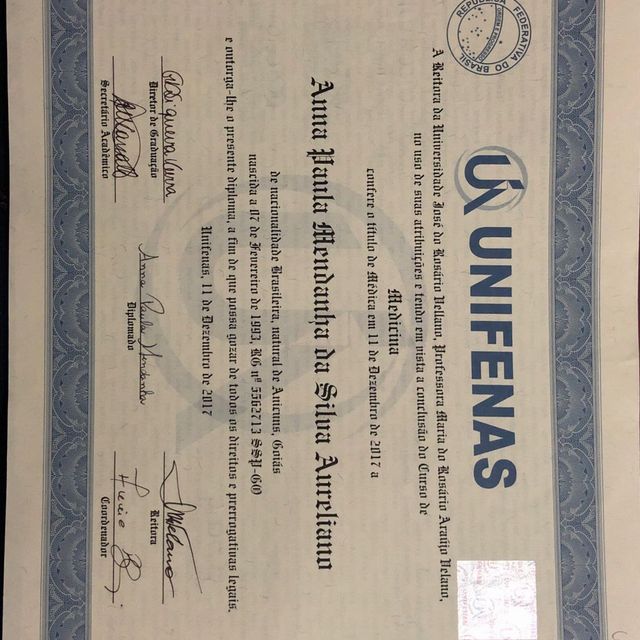 REPÚBLICA FEDERATIVA DO BRASIL
UNIFENAS
A Reitora da Universidade José do Rosário Vellano, Professora Maria do Rosário Araújo Velano,
no uso de suas atribuições e tendo em vista a conclusão do Curso de
Medicina
confere o título de Médica em 11 de Dezembro de 2017 a
Anna Paula Mendanha da Silva Aureliano
de nacionalidade Brasileira, natural de Anicuns, Goiás
nascida a 07 de Fevereiro de 1993, RG nº 5562713 SSP-GO
e outorga-lhe o presente diploma, a fim de que possa gozar de todos os direitos e prerrogativas legais.
Unifenas, 11 de Dezembro de 2017
Diretor de Graduação
Secretário Acadêmico
Anna Paula Mendanha
Diplomado
Reitora
Coordenador